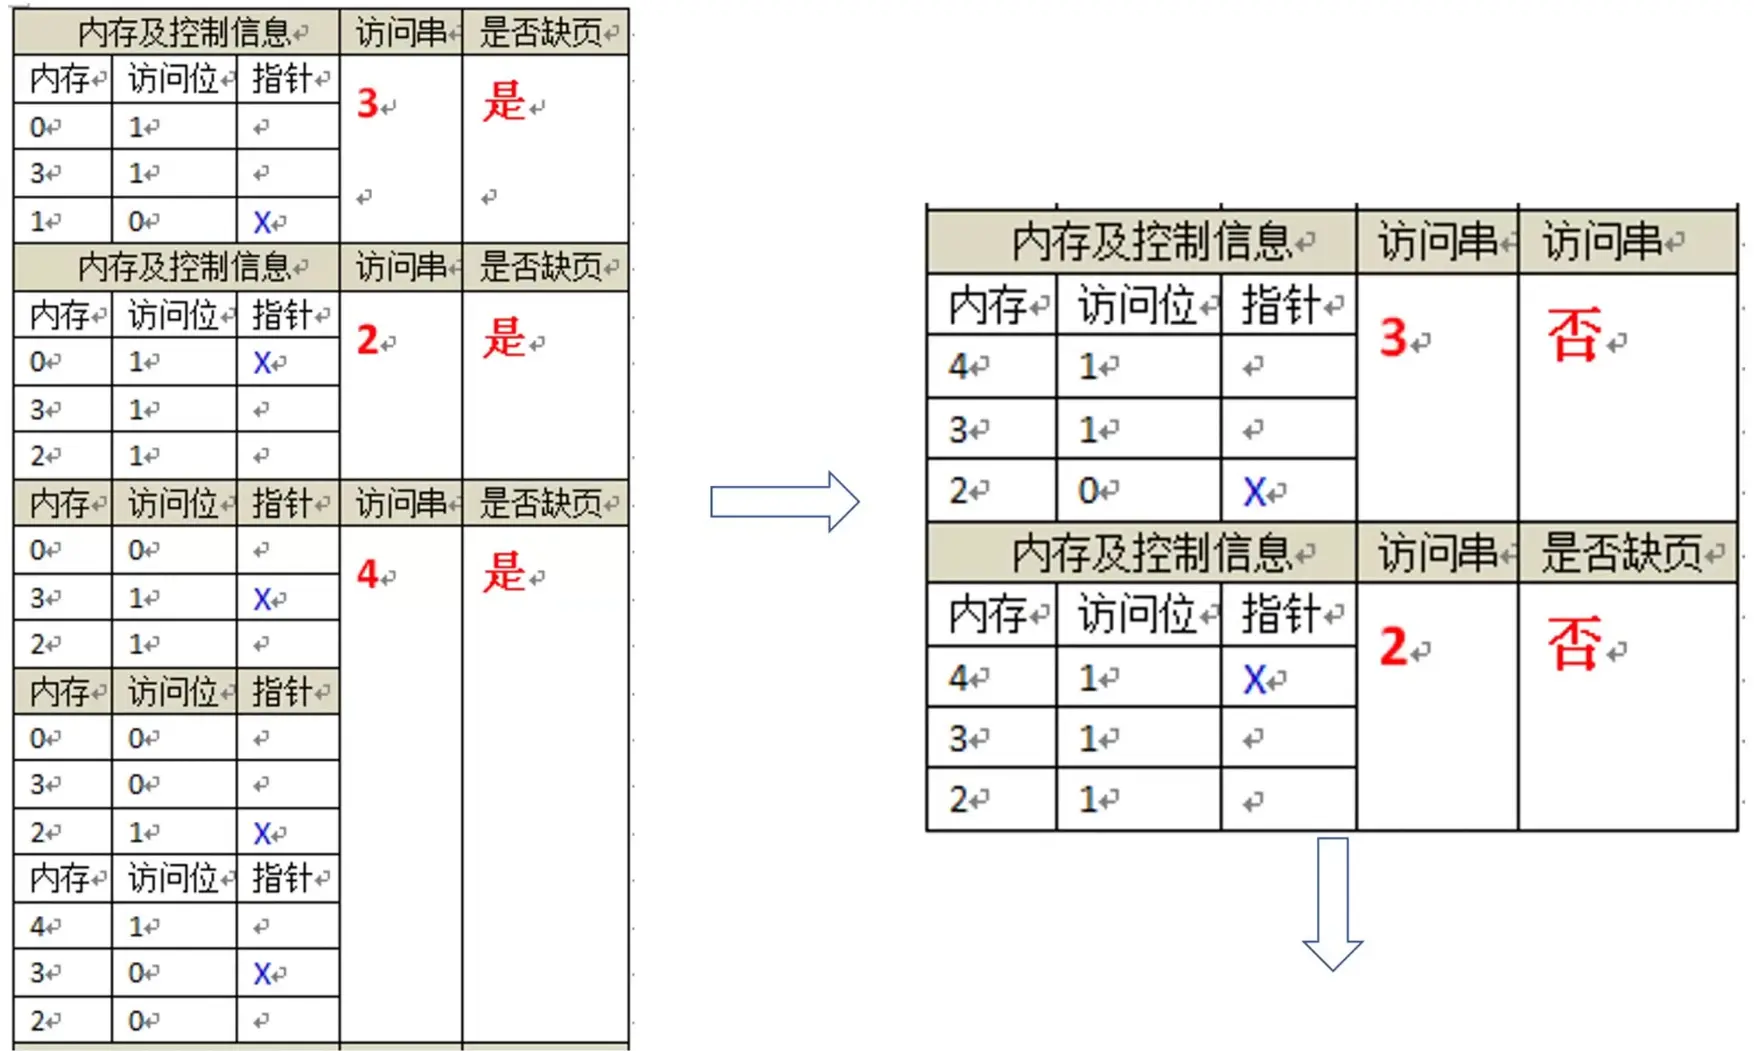 内存及控制信息 访问串 是否缺页
内存 访问位 指针 3 是
0 1
3 1
1 0 X
内存及控制信息 访问串 是否缺页
内存 访问位 指针 2 是
0 1 X
3 1
2 1
内存 访问位 指针 访问串 是否缺页
0 0 4 是
3 1 X
2 1
内存 访问位 指针
0 0
3 0
2 1 X
内存 访问位 指针
4 1
3 0 X
2 0
内存及控制信息 访问串 访问串
内存 访问位 指针 3 否
4 1
3 1
2 0 X
内存及控制信息 访问串 是否缺页
内存 访问位 指针 2 否
4 1 X
3 1
2 1